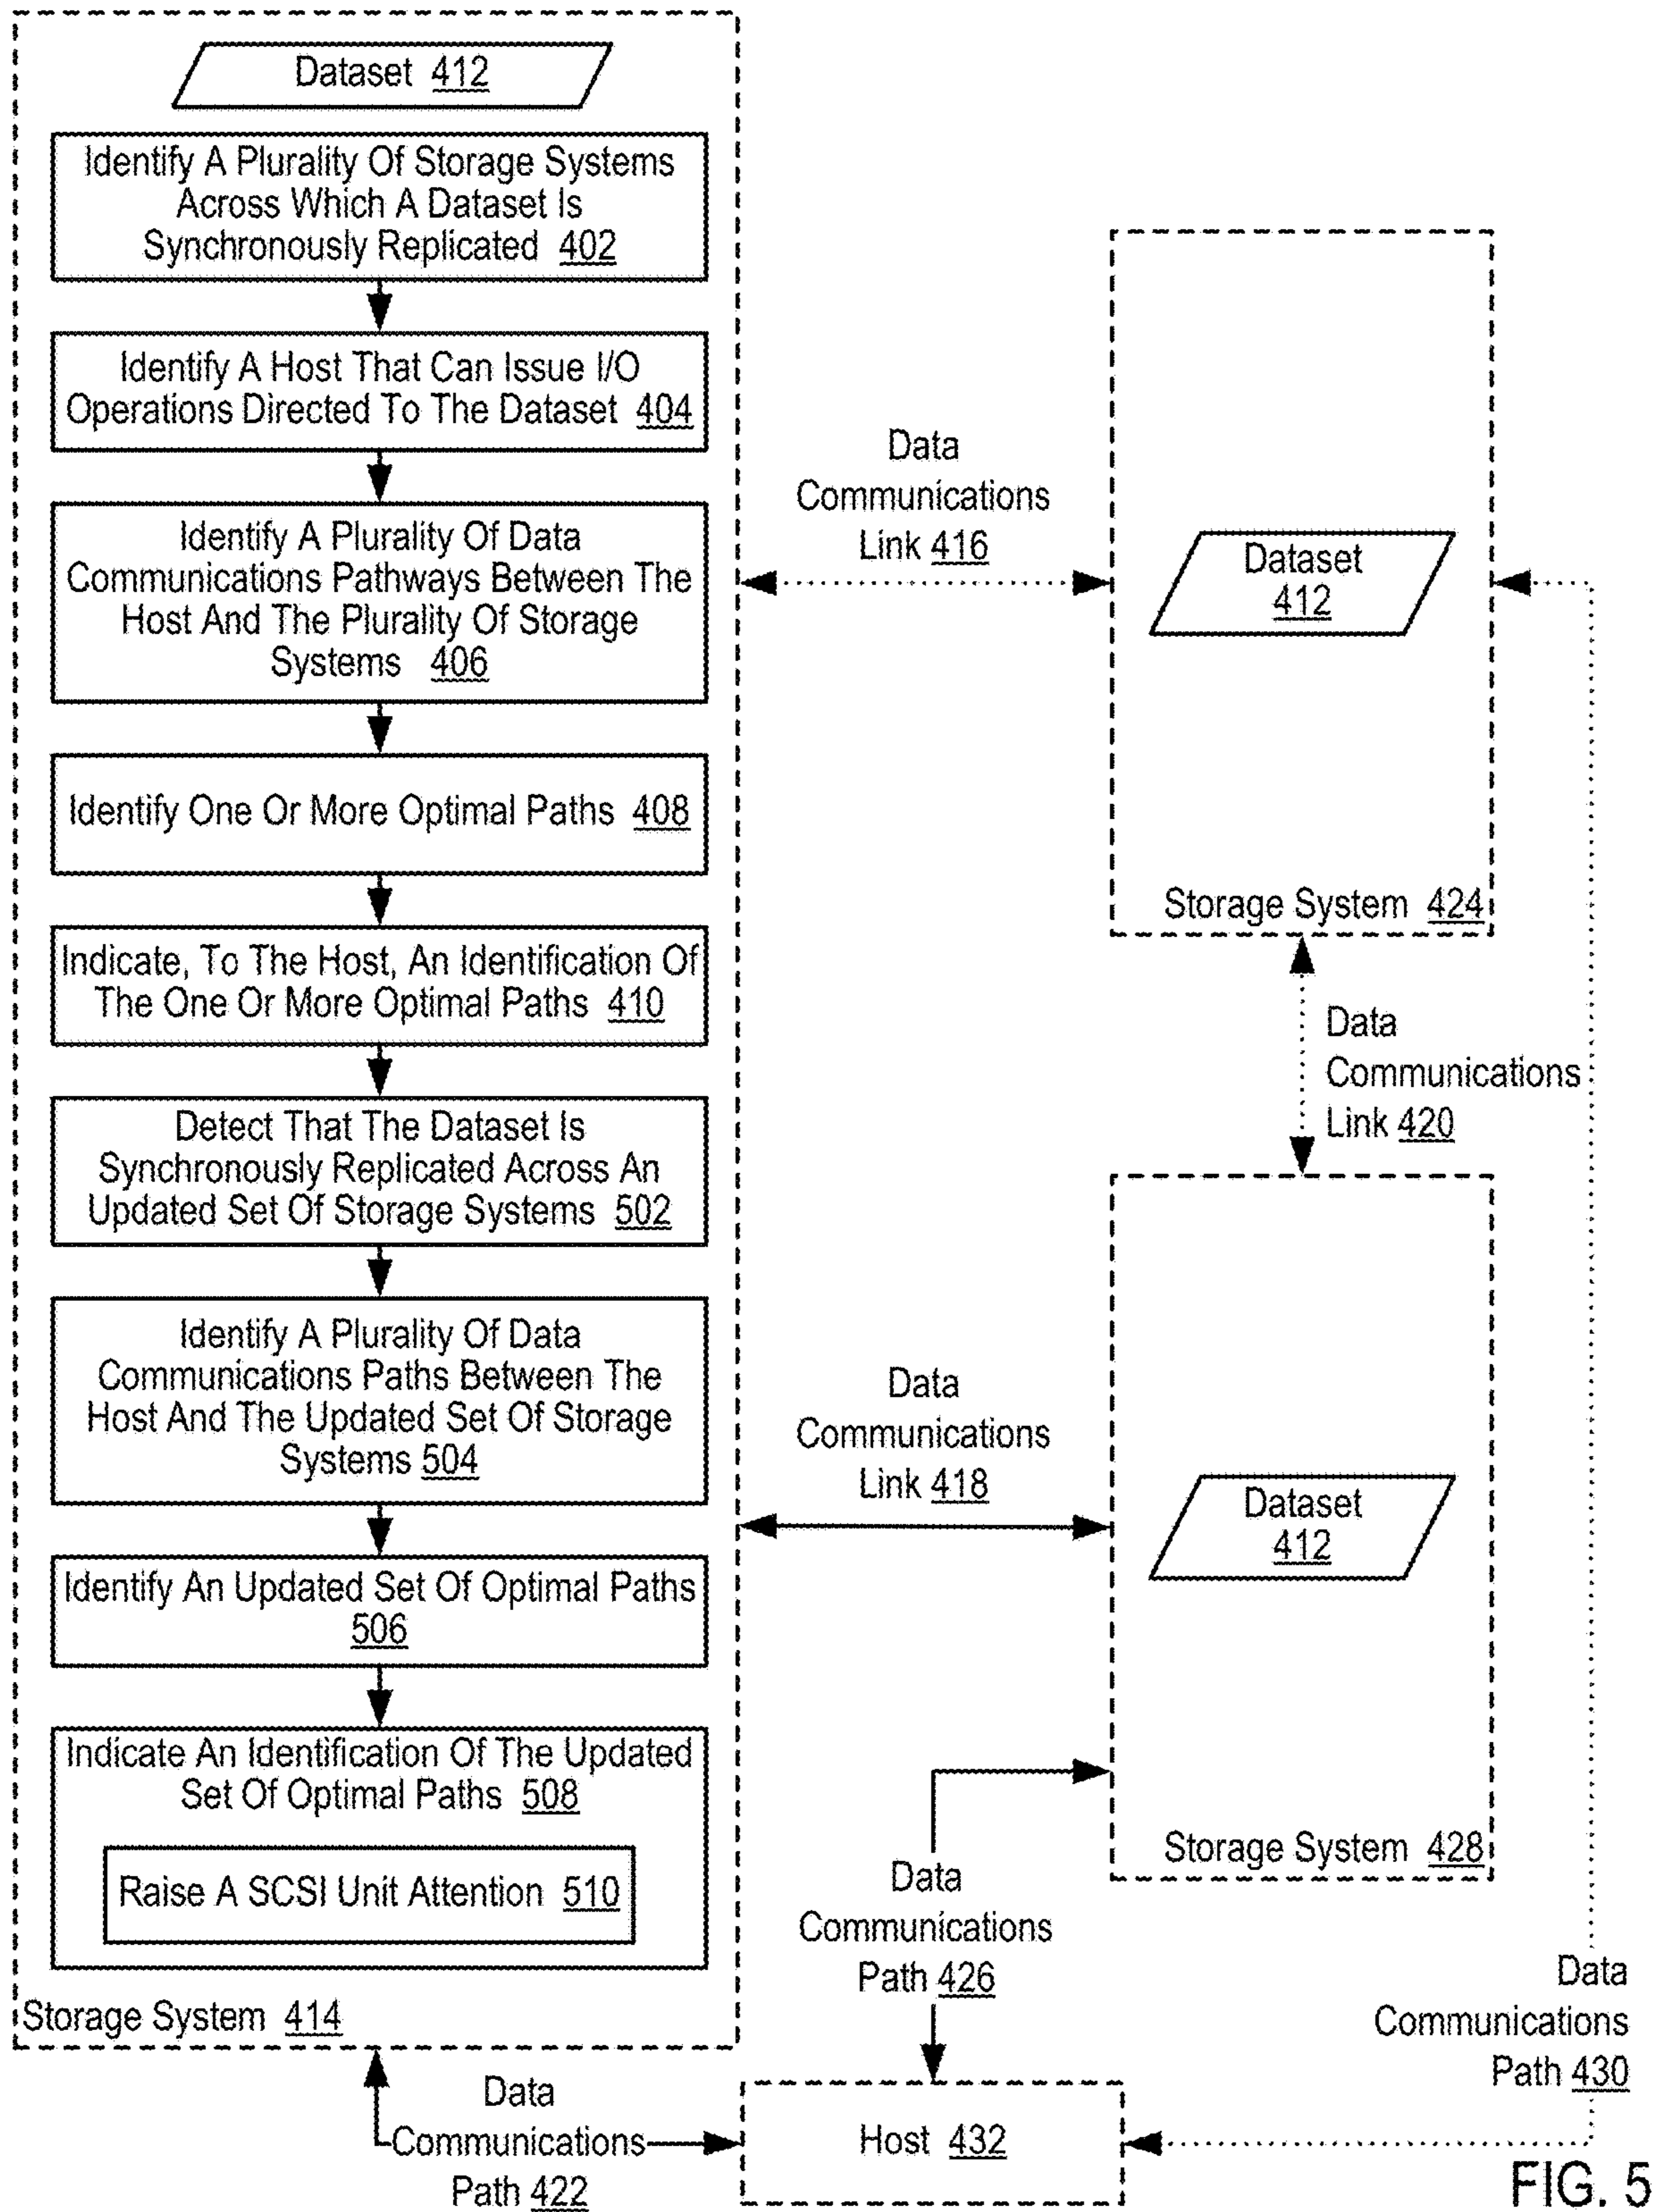 Dataset 412
Identify A Plurality Of Storage Systems
Across Which A Dataset Is
Synchronously Replicated 402
Identify A Host That Can Issue I/O
Operations Directed To The Dataset 404
Identify A Plurality Of Data
Communications Pathways Between The
Host And The Plurality Of Storage
Systems 406
Identify One Or More Optimal Paths 408
Indicate, To The Host, An Identification Of
The One Or More Optimal Paths 410
Detect That The Dataset Is
Synchronously Replicated Across An
Updated Set Of Storage Systems 502
Identify A Plurality Of Data
Communications Paths Between The
Host And The Updated Set Of Storage
Systems 504
Identify An Updated Set Of Optimal Paths
506
Indicate An Identification Of The Updated
Set Of Optimal Paths 508
Raise A SCSI Unit Attention 510
Storage System 414
Data
Communications
Link 416
Dataset
412
Storage System 424
Data
Communications
Link 420
Data
Communications
Link 418
Dataset
412
Storage System 428
Data
Communications
Path 426
Data
Communications
Path 430
Data
Communications
Path 422
Host 432
FIG. 5